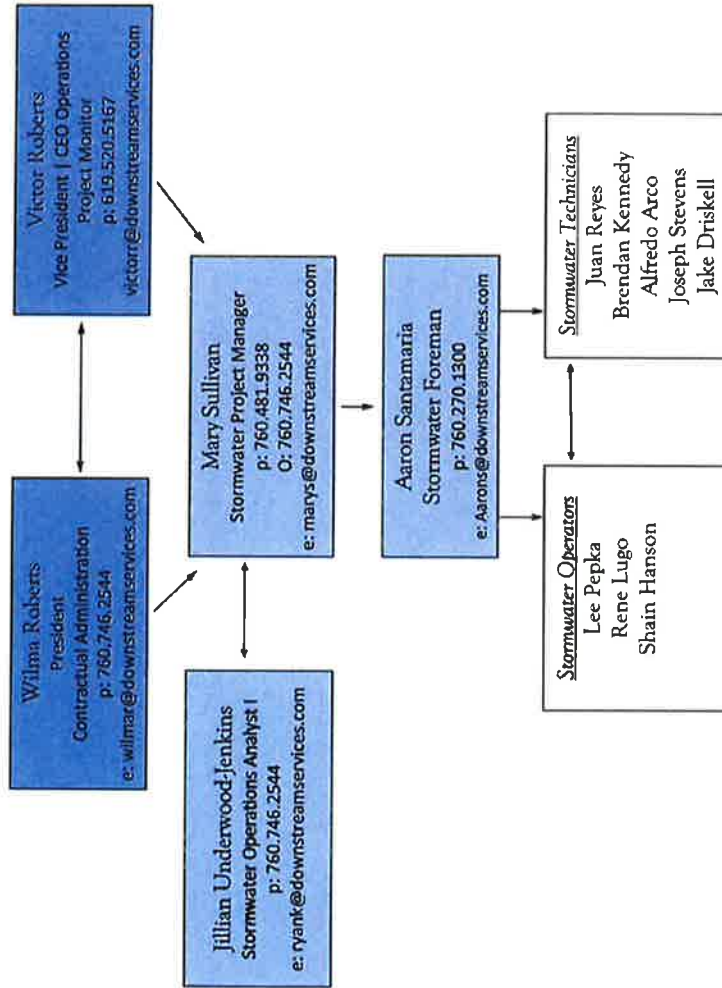 Wilma Roberts
President
Contractual Administration
p: 760.746.2544
e: wilmar@downstreamservices.com
Victor Roberts
Vice President | CEO Operations
Project Monitor
p: 619.520.5167
victorr@downstreamservices.com
Jillian Underwood-Jenkins
Stormwater Operations Analyst I
p: 760.746.2544
e: ryank@downstreamservices.com
Mary Sullivan
Stormwater Project Manager
p: 760.481.9338
O: 760.746.2544
e: marys@downstreamservices.com
Aaron Santamaria
Stormwater Foreman
p: 760.270.1300
e: Aarons@downstreamservices.com
Stormwater Operators
Lee Pepka
Rene Lugo
Shain Hanson
Stormwater Technicians
Juan Reyes
Brendan Kennedy
Alfredo Arco
Joseph Stevens
Jake Driskell